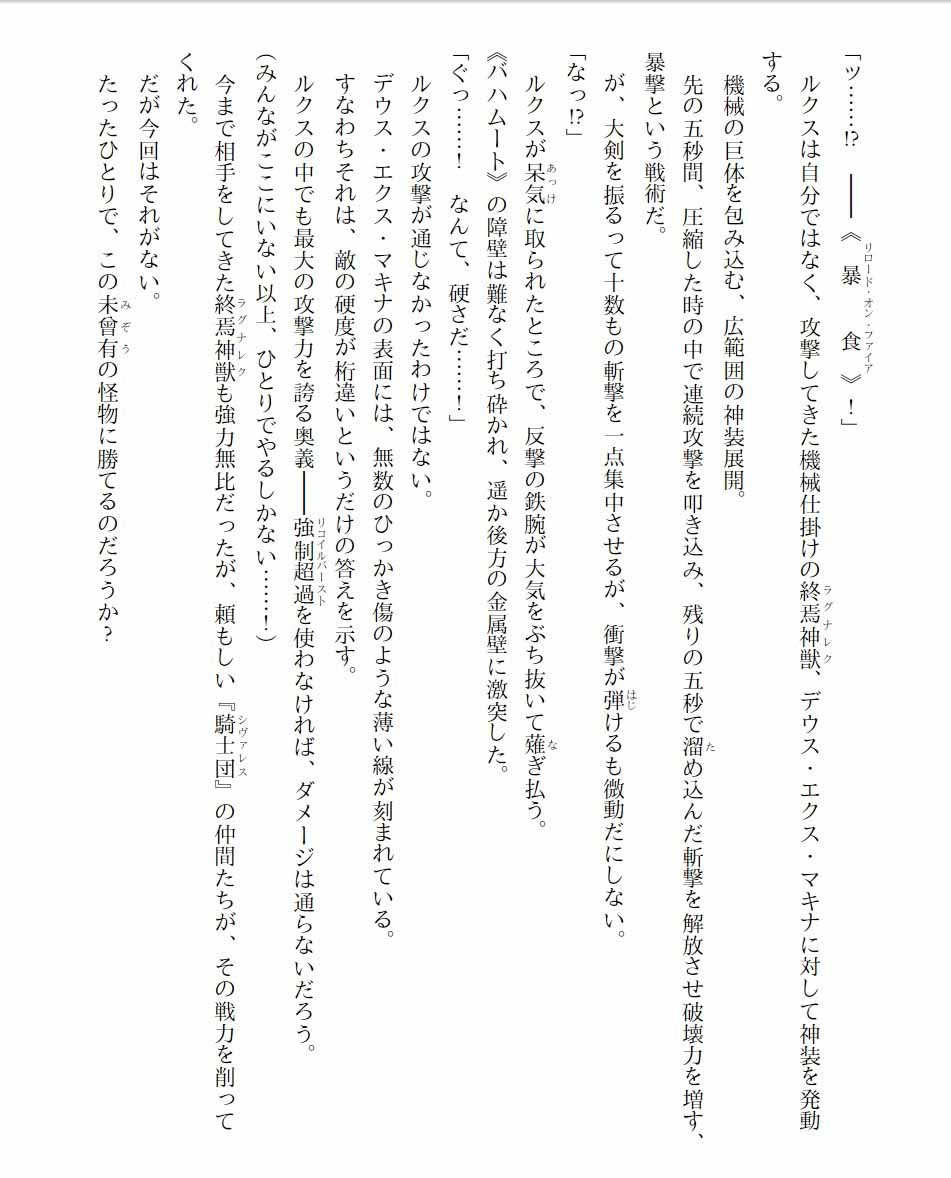 「ッ……!? ――《暴食》！」
ルクスは自分ではなく、攻撃してきた機械仕掛けの終焉神獣、デウス・エクス・マキナに対して神装を発動
する。
機械の巨体を包み込む、広範囲の神装展開。
先の五秒間、圧縮した時の中で連続攻撃を叩き込み、残りの五秒で溜め込んだ斬撃を解放させ破壊力を増す、
暴撃という戦術だ。
が、大剣を振るって十数もの斬撃を一点集中させるが、衝撃が弾けるも微動だにしない。
「なっ!?」
ルクスが呆気に取られたところで、反撃の鉄腕が大気をぶち抜いて薙ぎ払う。
《バハムート》の障壁は難なく打ち砕かれ、遥か後方の金属壁に激突した。
「ぐっ……！　なんて、硬さだ……！」
ルクスの攻撃が通じなかったわけではない。
デウス・エクス・マキナの表面には、無数のひっかき傷のような薄い線が刻まれている。
すなわちそれは、敵の硬度が桁違いというだけの答えを示す。
ルクスの中でも最大の攻撃力を誇る奥義――強制超過を使わなければ、ダメージは通らないだろう。
（みんながここにいない以上、ひとりでやるしかない……！）
今まで相手をしてきた終焉神獣も強力無比だったが、頼もしい『騎士団』の仲間たちが、その戦力を削って
くれた。
だが今回はそれがない。
たったひとりで、この未曾有の怪物に勝てるのだろうか？